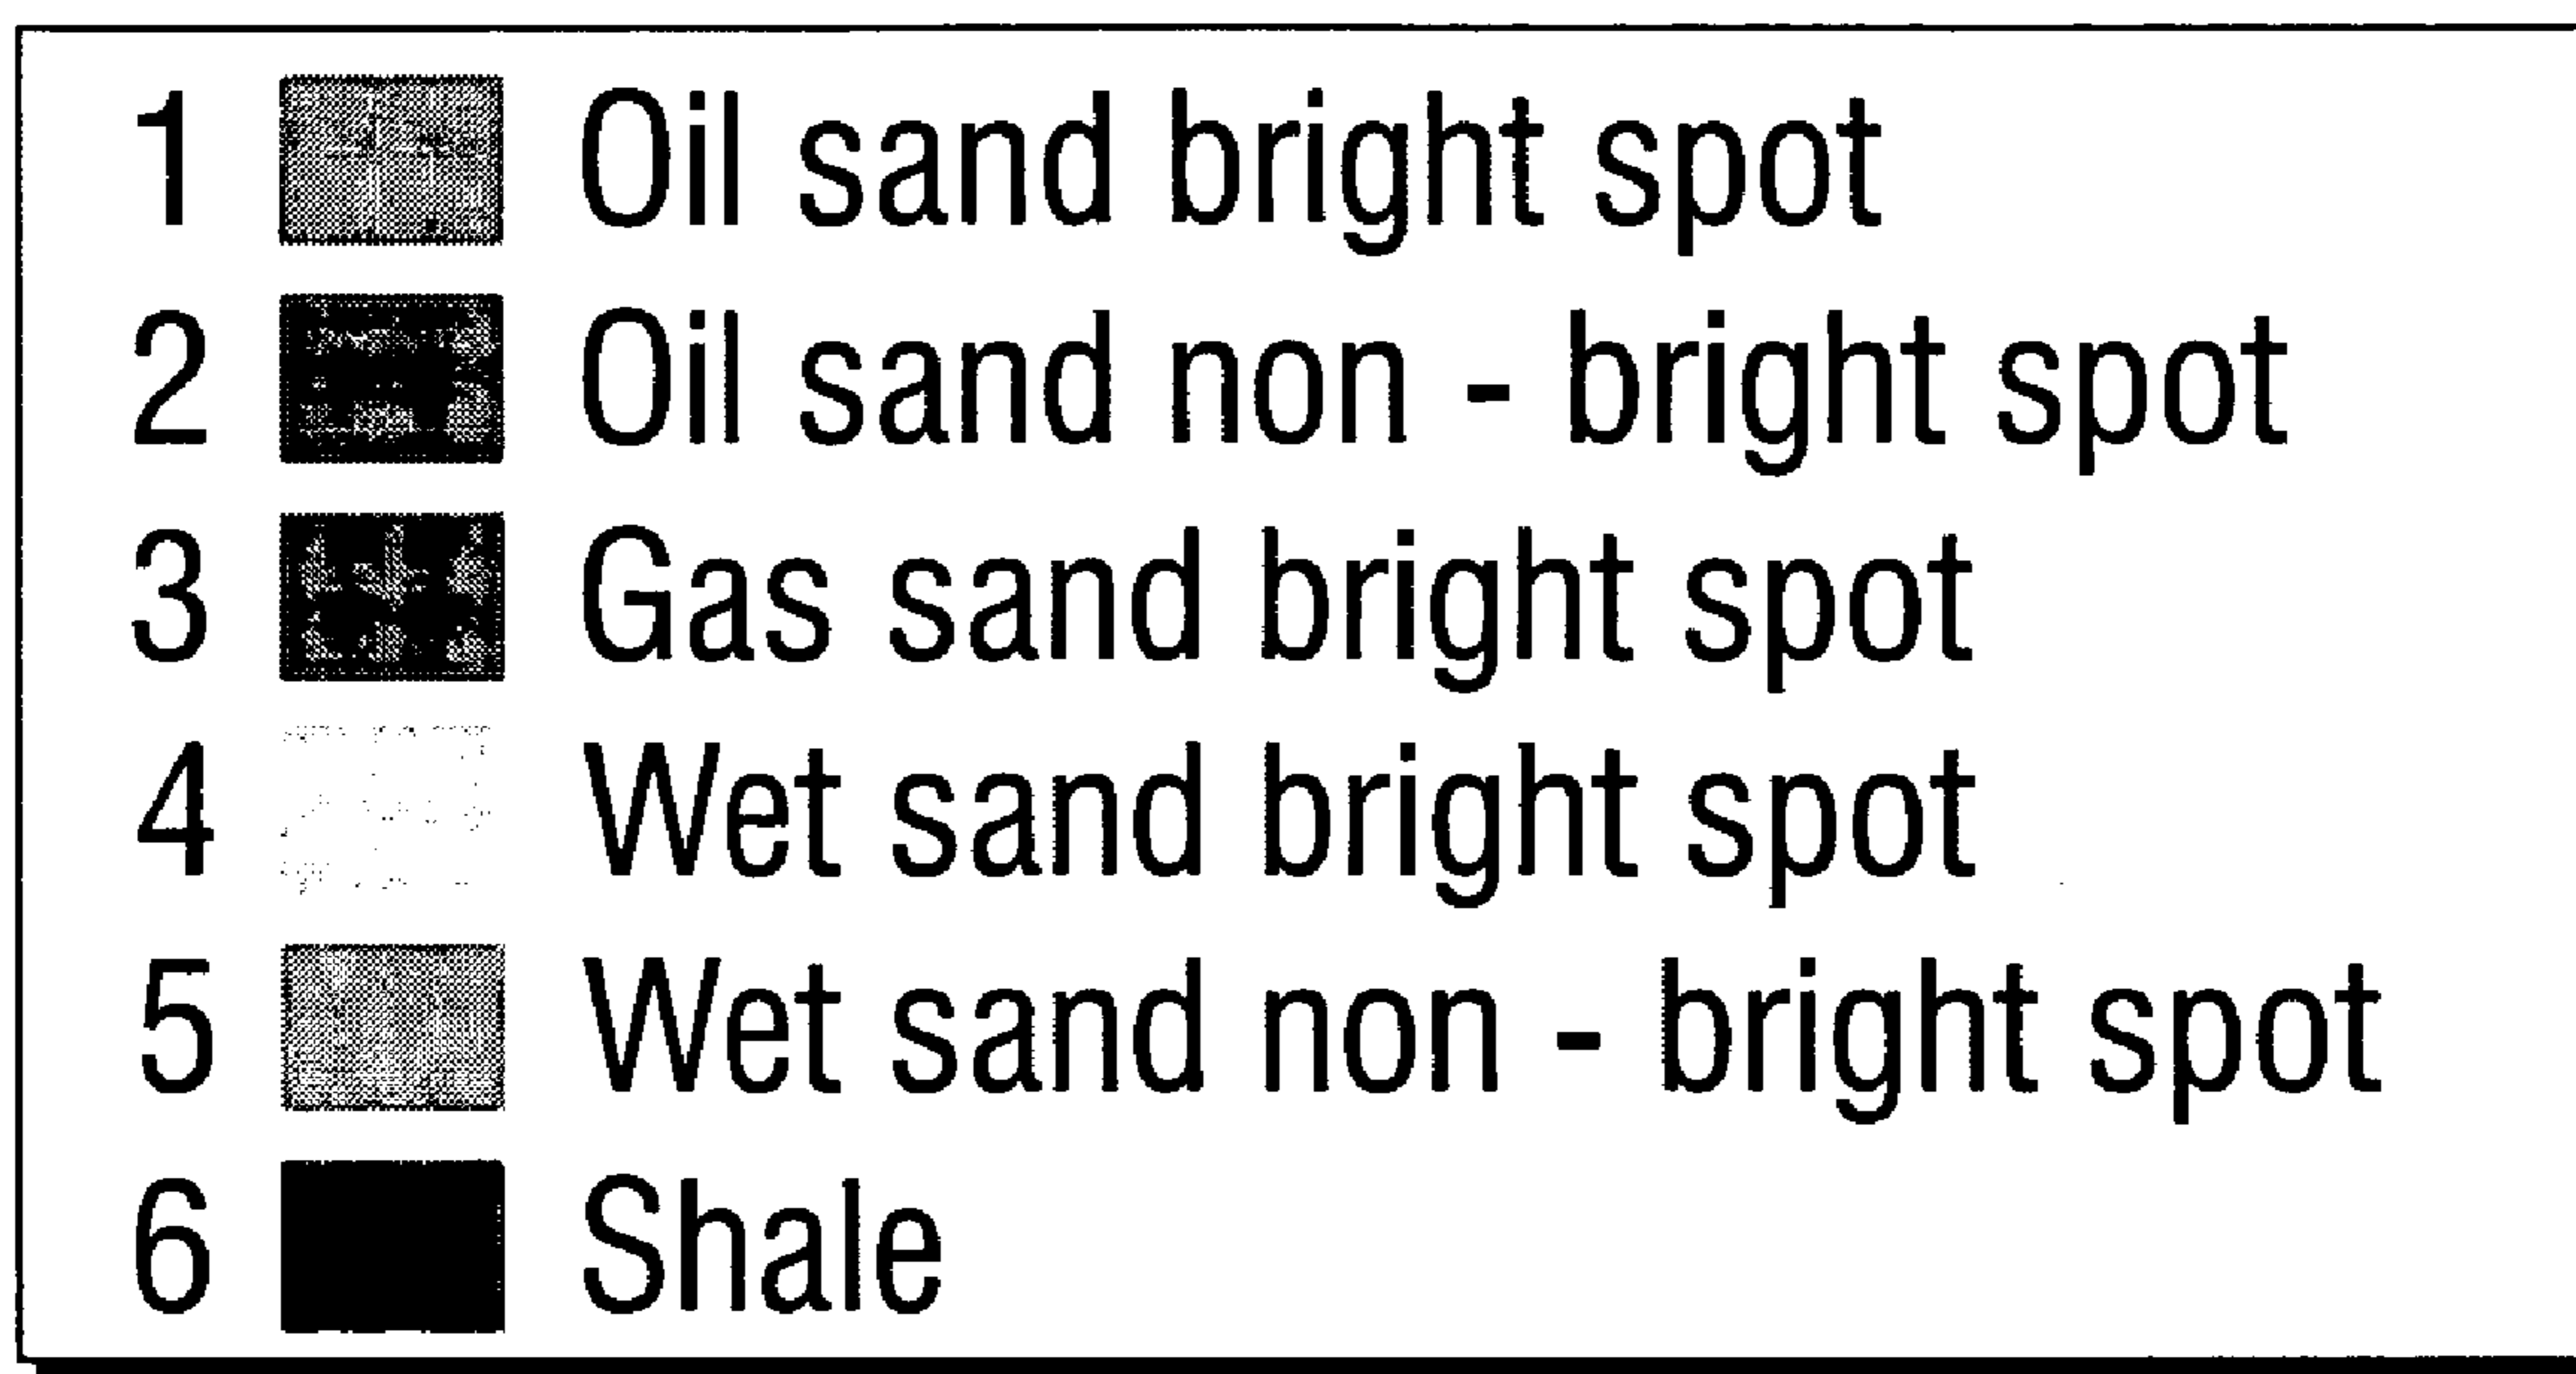 1 Oil sand bright spot
2 Oil sand non - bright spot
3 Gas sand bright spot
4 Wet sand bright spot
5 Wet sand non - bright spot
6 Shale